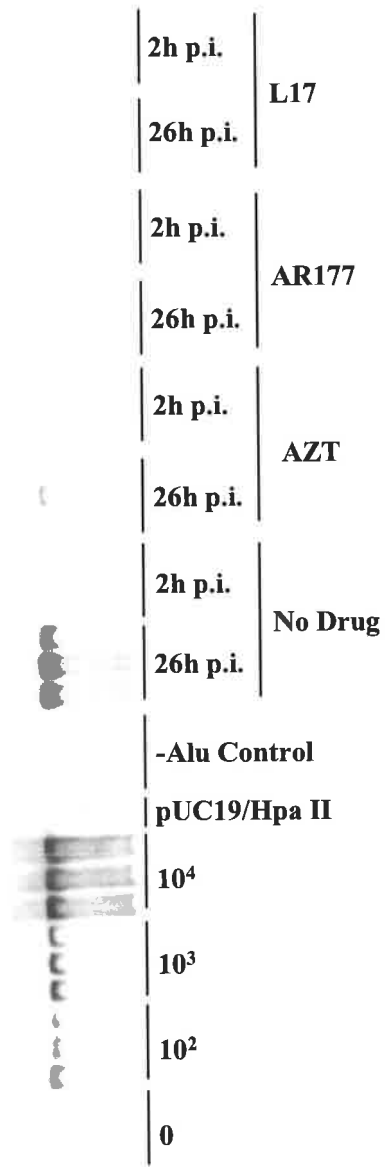 2h p.i.
L17
26h p.i.
2h p.i.
AR177
26h p.i.
2h p.i.
AZT
26h p.i.
2h p.i.
No Drug
26h p.i.
-Alu Control
pUC19/Hpa II
10⁴
10³
10²
0